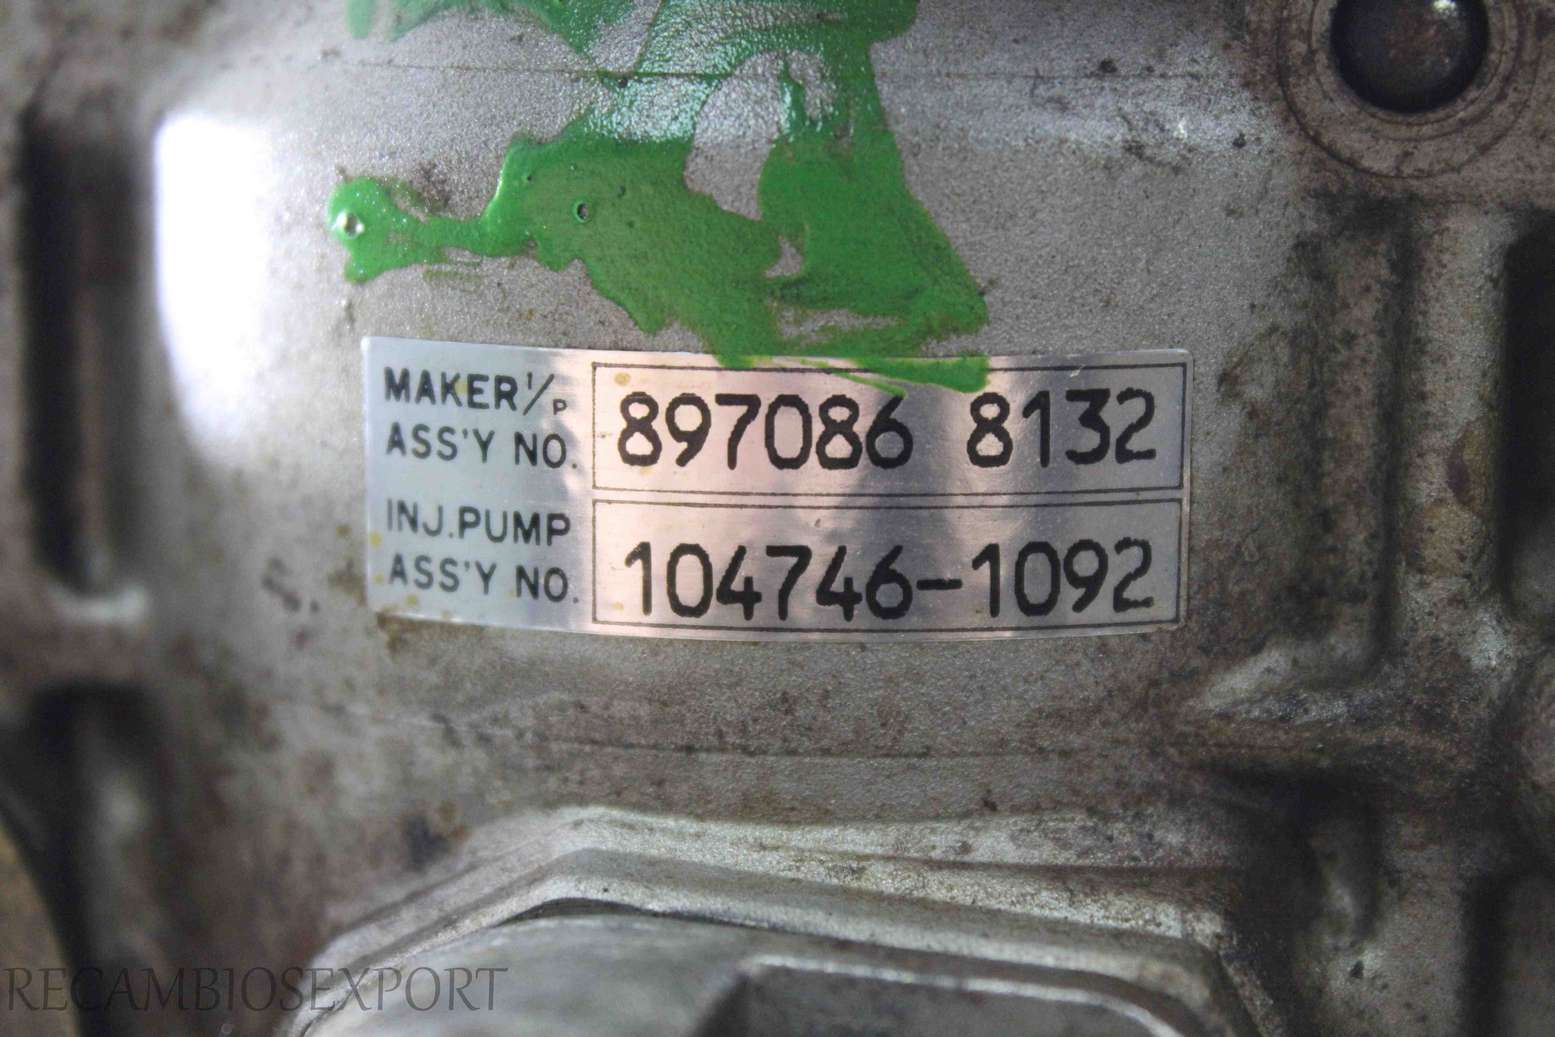 MAKER I/P
ASS'Y NO. 897086 8132
INJ.PUMP
ASS'Y NO. 104746-1092
RECAMBIOSEXPORT